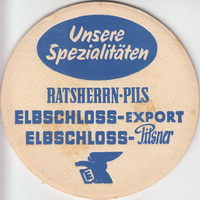 Unsere
Spezialitäten
RATSHERRN-PILS
ELBSCHLOSS-EXPORT
ELBSCHLOSS-Pilsner